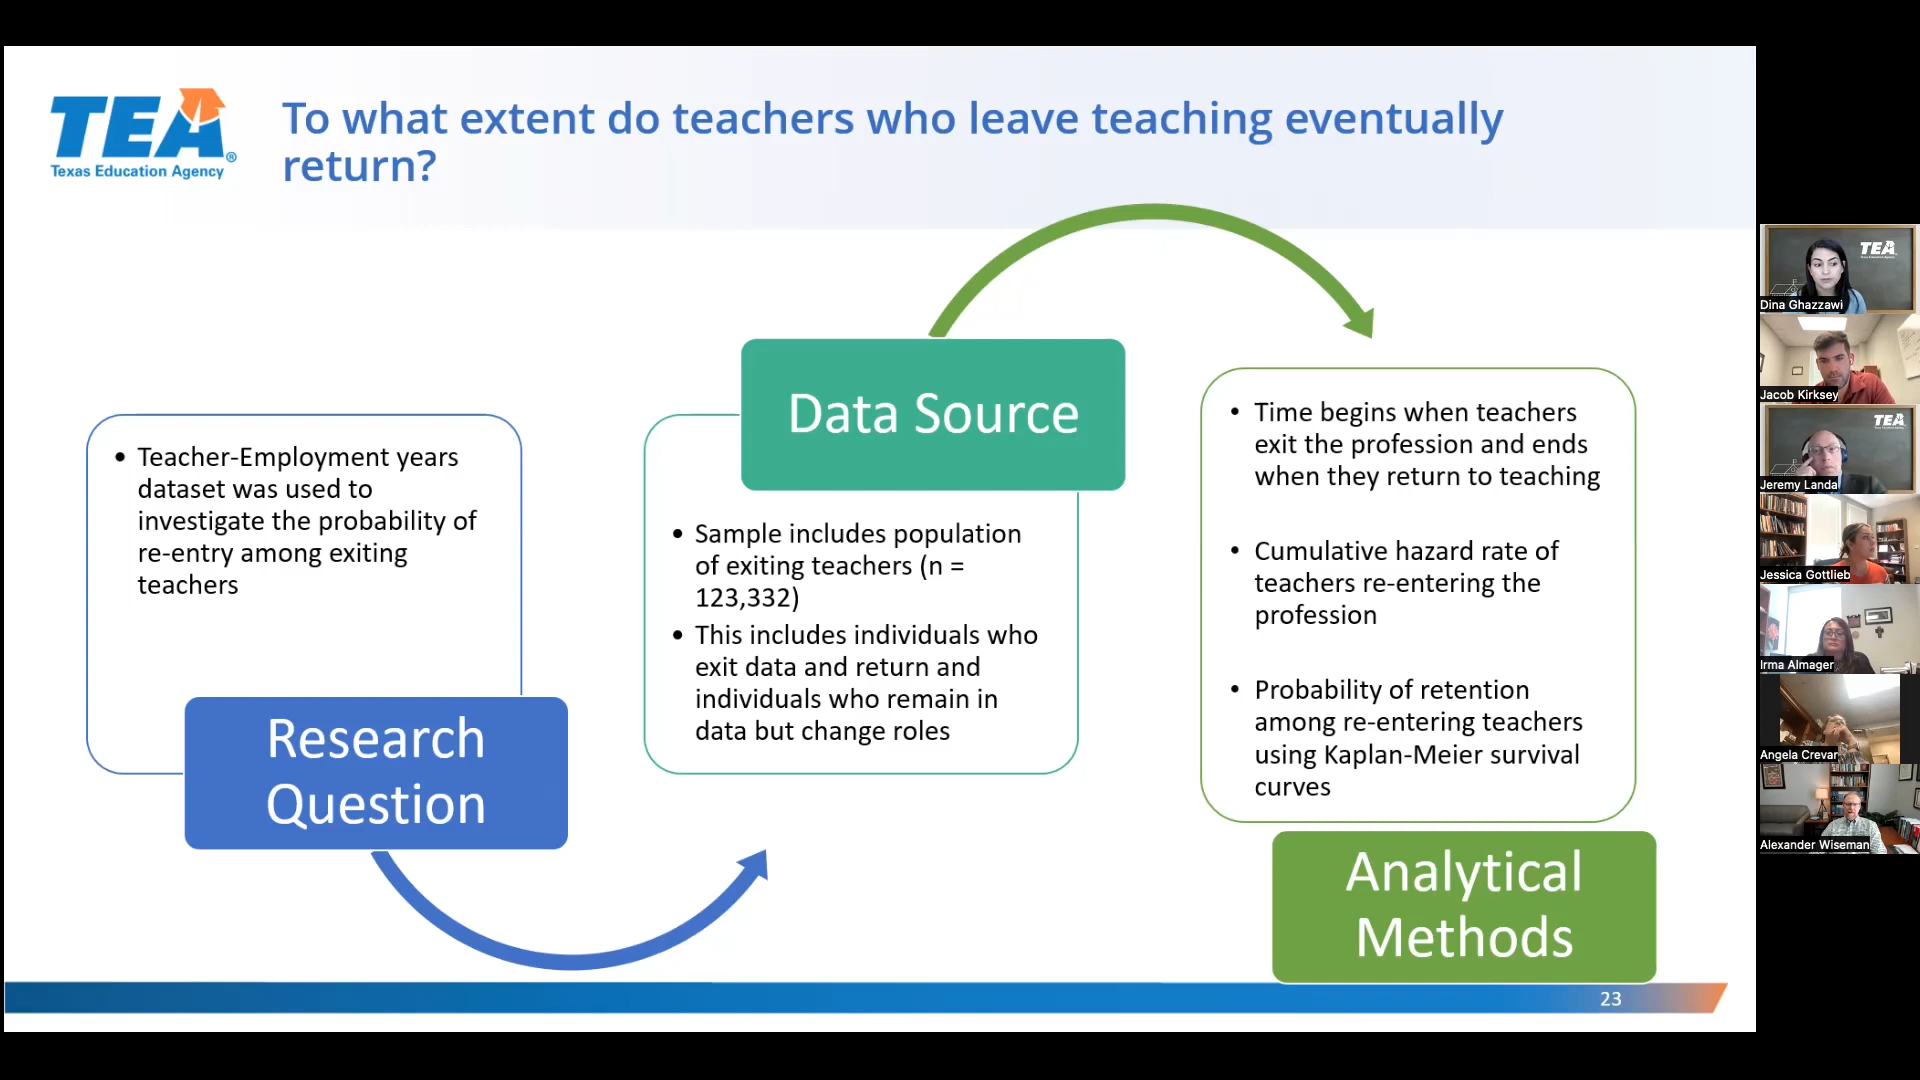 TEA®
Texas Education Agency
To what extent do teachers who leave teaching eventually
return?
• Teacher-Employment years
dataset was used to
investigate the probability of
re-entry among exiting
teachers
Research
Question
Data Source
• Sample includes population
of exiting teachers (n =
123,332)
• This includes individuals who
exit data and return and
individuals who remain in
data but change roles
• Time begins when teachers
exit the profession and ends
when they return to teaching
• Cumulative hazard rate of
teachers re-entering the
profession
• Probability of retention
among re-entering teachers
using Kaplan-Meier survival
curves
Analytical
Methods
23
TEA
Dina Ghazzawi
Jacob Kirksey
TEA
Jeremy Landa
Jessica Gottlieb
Irma Almager
Angela Crevar
Alexander Wiseman